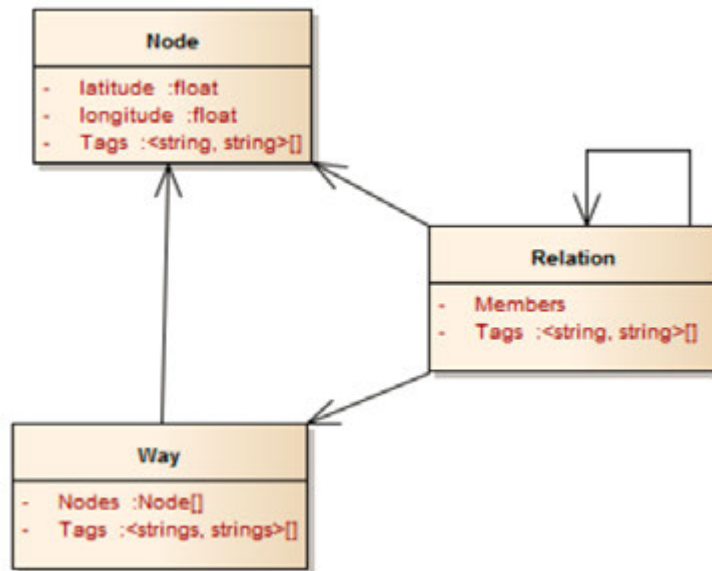 Node
- latitude :float
- longitude :float
- Tags :<string, string>[]
Relation
- Members
- Tags :<string, string>[]
Way
- Nodes :Node[]
- Tags :<strings, strings>[]